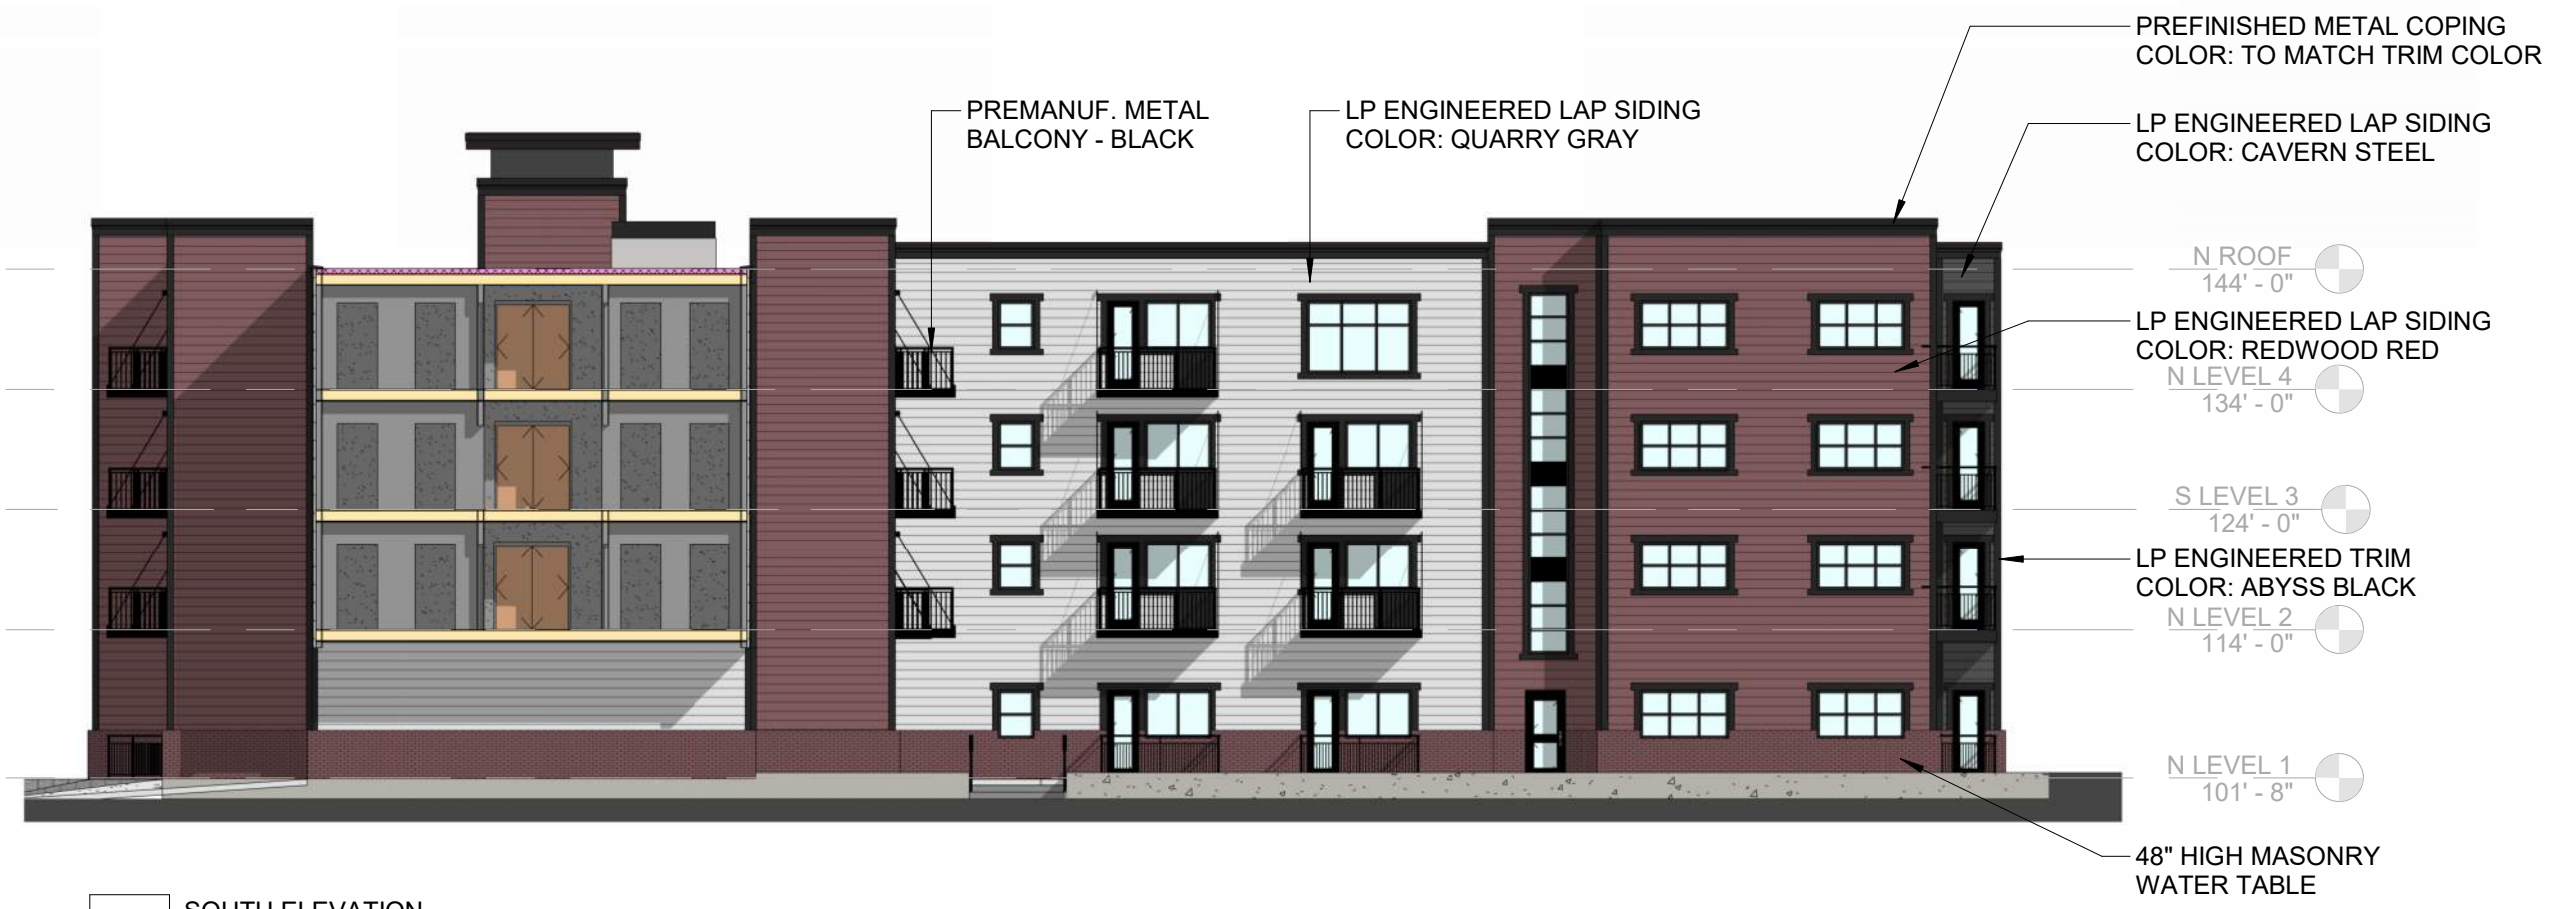 PREFINISHED METAL COPING
COLOR: TO MATCH TRIM COLOR
PREMANUF. METAL
BALCONY - BLACK
LP ENGINEERED LAP SIDING
COLOR: QUARRY GRAY
LP ENGINEERED LAP SIDING
COLOR: CAVERN STEEL
N ROOF
144' - 0"
LP ENGINEERED LAP SIDING
COLOR: REDWOOD RED
N LEVEL 4
134' - 0"
S LEVEL 3
124' - 0"
LP ENGINEERED TRIM
COLOR: ABYSS BLACK
N LEVEL 2
114' - 0"
N LEVEL 1
101' - 8"
48" HIGH MASONRY
WATER TABLE
SOUTH ELEVATION